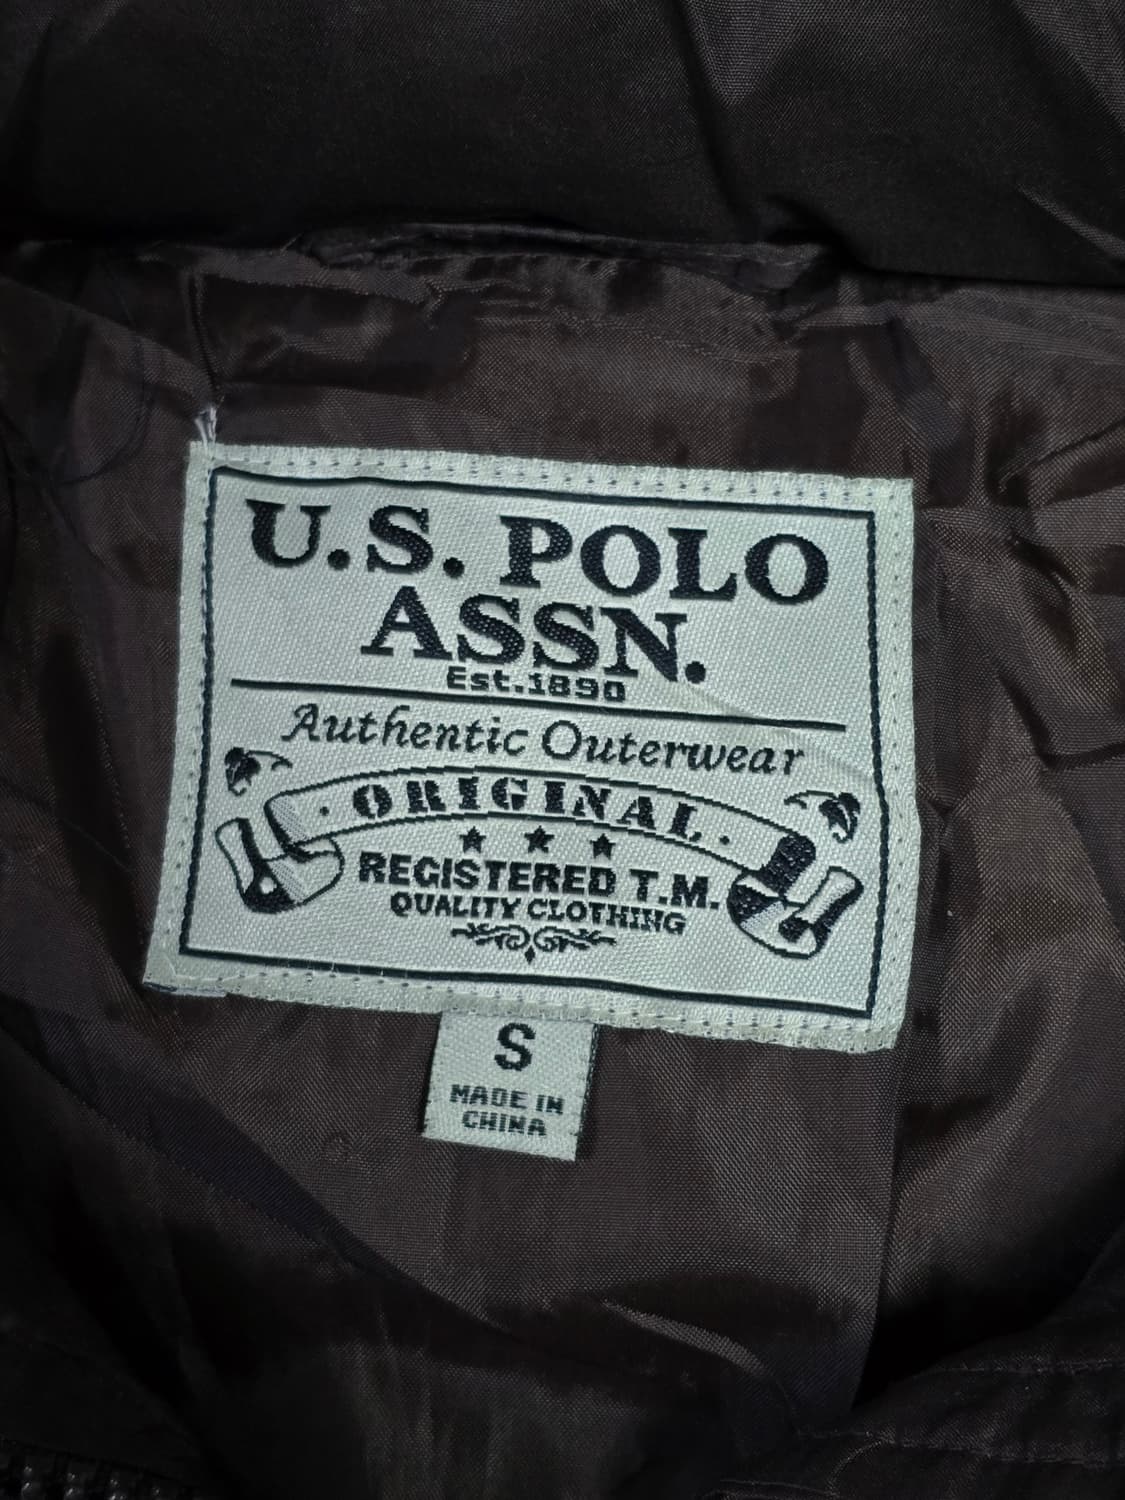 U.S. POLO
ASSN.
Est.1890
Authentic Outerwear
· ORIGINAL ·
REGISTERED T.M.
QUALITY CLOTHING
S
MADE IN
CHINA